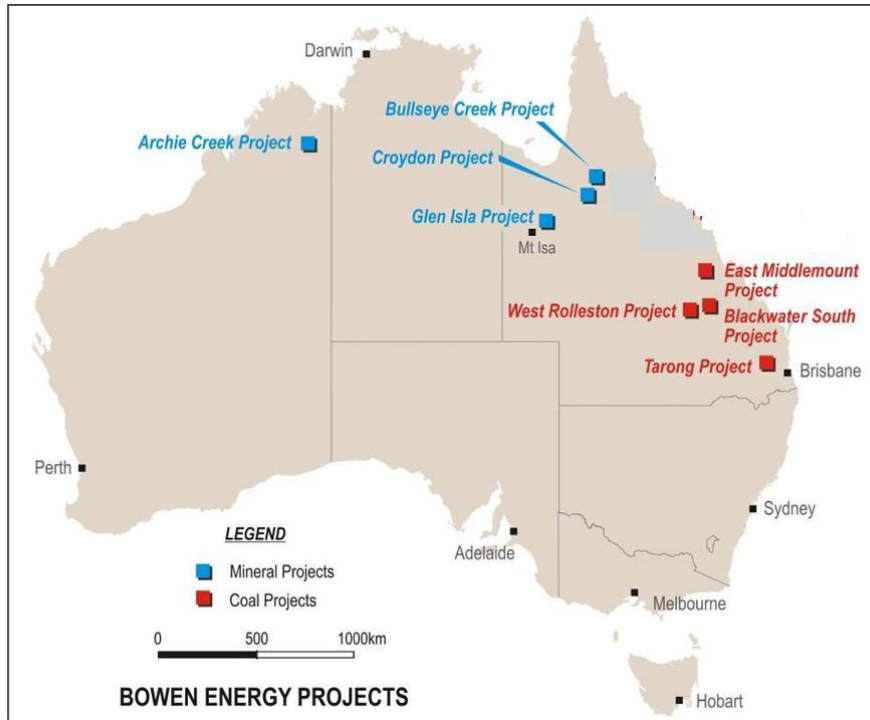 Darwin
Bullseye Creek Project
Archie Creek Project
Croydon Project
Glen Isla Project
Mt Isa
East Middlemount
Project
West Rolleston Project
Blackwater South
Project
Tarong Project
Brisbane
Perth
Sydney
LEGEND
Adelaide
Mineral Projects
Coal Projects
Melbourne
0 500 1000km
BOWEN ENERGY PROJECTS
Hobart